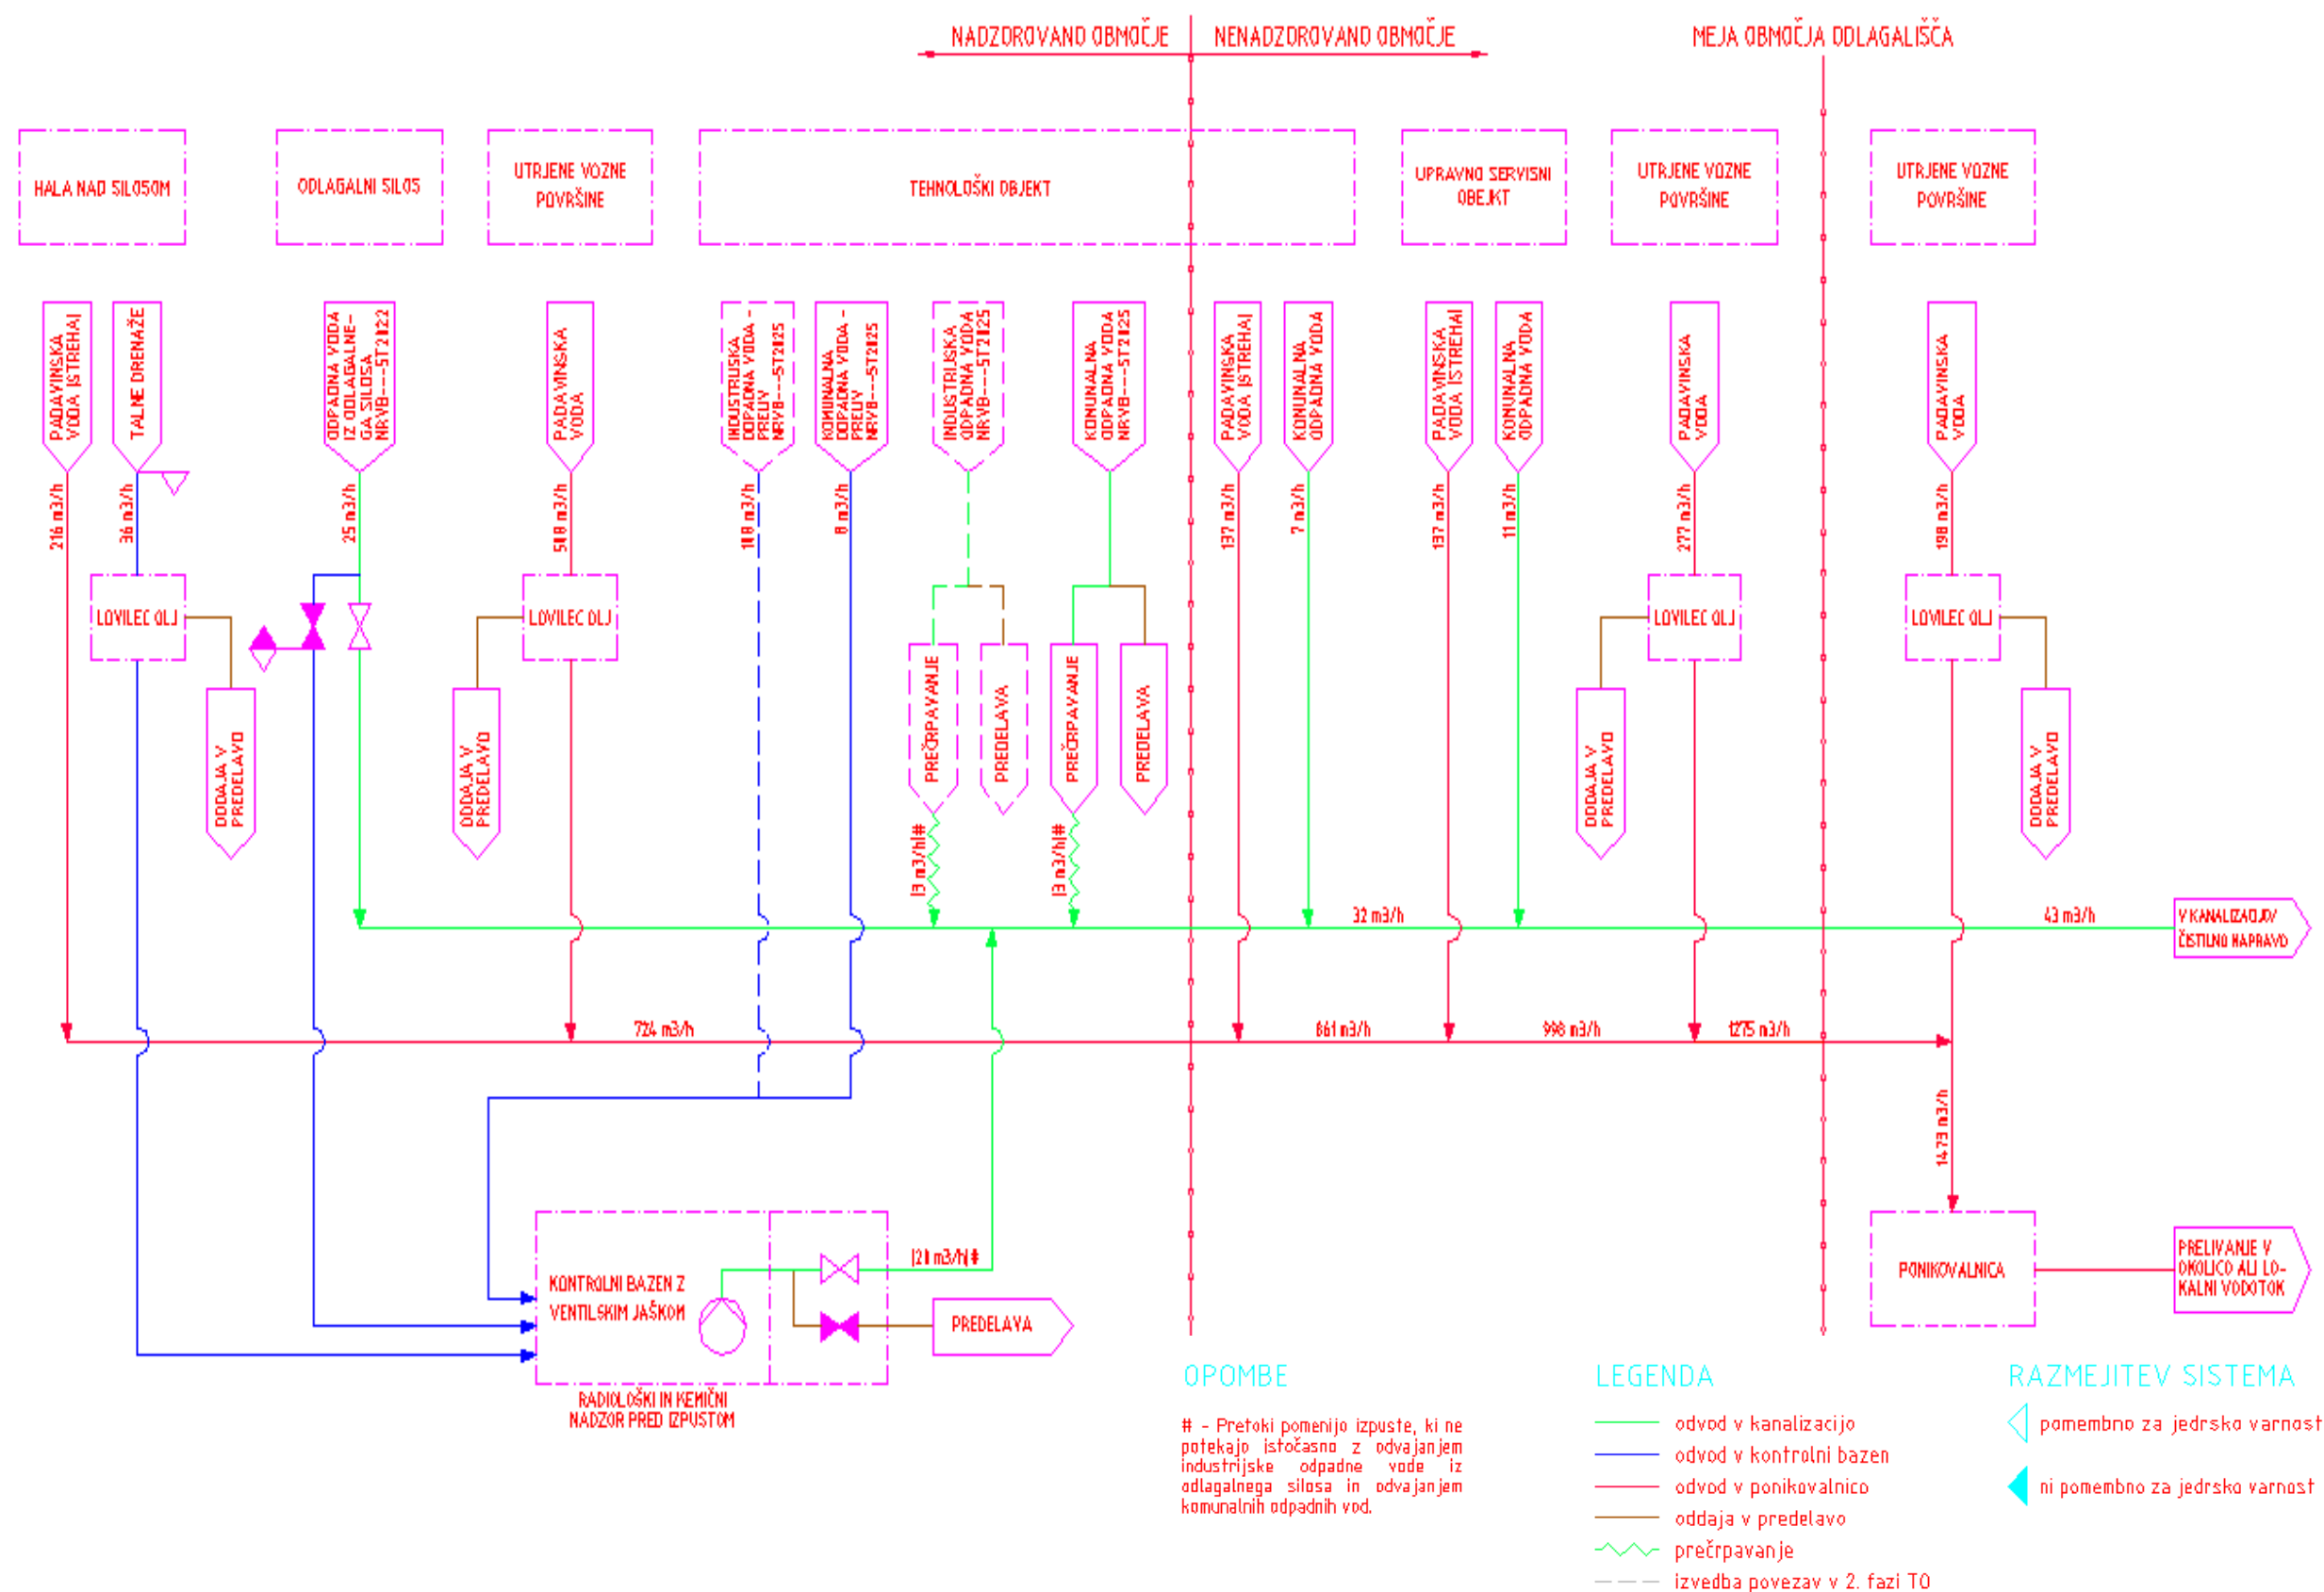 NADZOROVANO OBMOČJE
NENADZOROVANO OBMOČJE
MEJA OBMOČJA ODLAGALIŠČA
HALA NAD SILOSOM
ODLAGALNI SILOS
UTRJENE VOZNE
POVRŠINE
TEHNOLOŠKI OBJEKT
UPRAVNO SERVISNI
OBEJKT
UTRJENE VOZNE
POVRŠINE
UTRJENE VOZNE
POVRŠINE
PADAVINSKA
VODA (STREHA)
TALNE DRENAŽE
ODPADNA VODA
IZ ODLAGALNE-
GA SILOSA
NRVB---ST2022
PADAVINSKA
VODA
INDUSTRIJSKA
ODPADNA VODA -
PRELIV
NRVB---ST2025
KOMUNALNA
ODPADNA VODA -
PRELIV
NRVB---ST2025
INDUSTRIJSKA
ODPADNA VODA
NRVB---ST2025
KOMUNALNA
ODPADNA VODA
NRVB---ST2025
PADAVINSKA
VODA (STREHA)
KOMUNALNA
ODPADNA VODA
PADAVINSKA
VODA (STREHA)
KOMUNALNA
ODPADNA VODA
PADAVINSKA
VODA
PADAVINSKA
VODA
216 m3/h
36 m3/h
25 m3/h
508 m3/h
108 m3/h
8 m3/h
137 m3/h
7 m3/h
137 m3/h
11 m3/h
277 m3/h
198 m3/h
LOVILEC OLJ
LOVILEC OLJ
LOVILEC OLJ
LOVILEC OLJ
ODDAJA V
PREDELAVO
ODDAJA V
PREDELAVO
PREČRPAVANJE
PREDELAVA
PREČRPAVANJE
PREDELAVA
ODDAJA V
PREDELAVO
ODDAJA V
PREDELAVO
(3 m3/h)#
(3 m3/h)#
32 m3/h
43 m3/h
V KANALIZACIJO/
ČISTILNO NAPRAVO
724 m3/h
861 m3/h
998 m3/h
1275 m3/h
1473 m3/h
KONTROLNI BAZEN Z
VENTILSKIM JAŠKOM
(20 m3/h)#
PREDELAVA
RADIOLOŠKI IN KEMIČNI
NADZOR PRED IZPUSTOM
PONIKOVALNICA
PRELIVANJE V
OKOLICO ALI LO-
KALNI VODOTOK
OPOMBE
# - Pretoki pomenijo izpuste, ki ne
potekajo istočasno z odvajanjem
industrijske odpadne vode iz
odlagalnega silosa in odvajanjem
komunalnih odpadnih vod.
LEGENDA
odvod v kanalizacijo
odvod v kontrolni bazen
odvod v ponikovalnico
oddaja v predelavo
prečrpavanje
izvedba povezav v 2. fazi TO
RAZMEJITEV SISTEMA
pomembno za jedrsko varnost
ni pomembno za jedrsko varnost